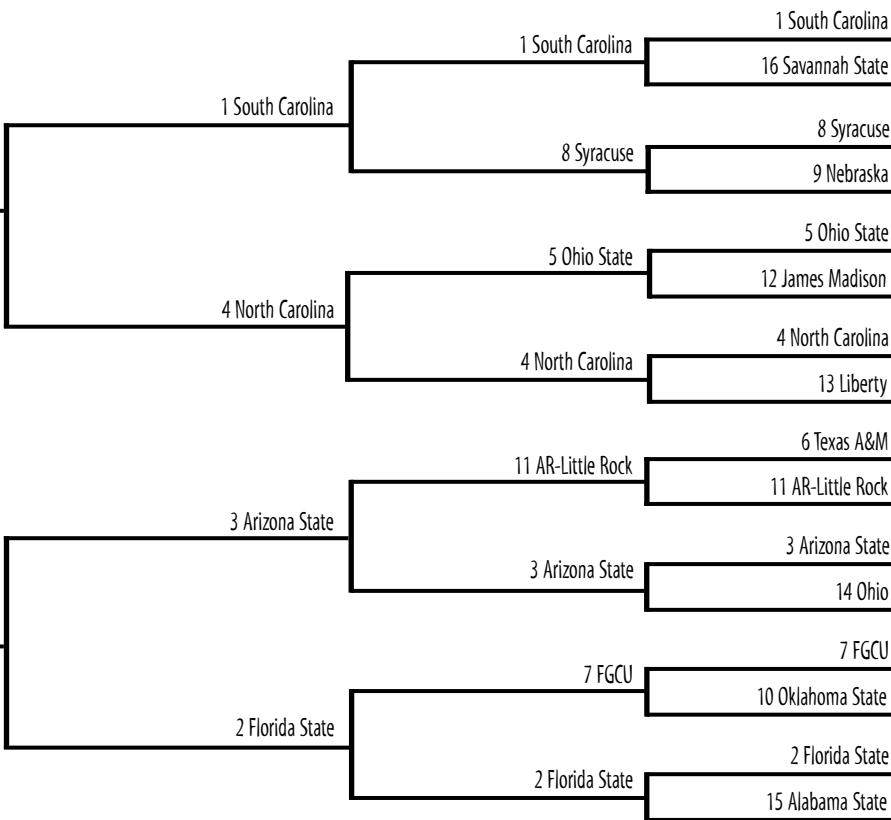 1 South Carolina
1 South Carolina
16 Savannah State
1 South Carolina
8 Syracuse
8 Syracuse
9 Nebraska
5 Ohio State
5 Ohio State
12 James Madison
4 North Carolina
4 North Carolina
4 North Carolina
13 Liberty
6 Texas A&M
11 AR-Little Rock
11 AR-Little Rock
3 Arizona State
3 Arizona State
3 Arizona State
14 Ohio
7 FGCU
7 FGCU
10 Oklahoma State
2 Florida State
2 Florida State
2 Florida State
15 Alabama State